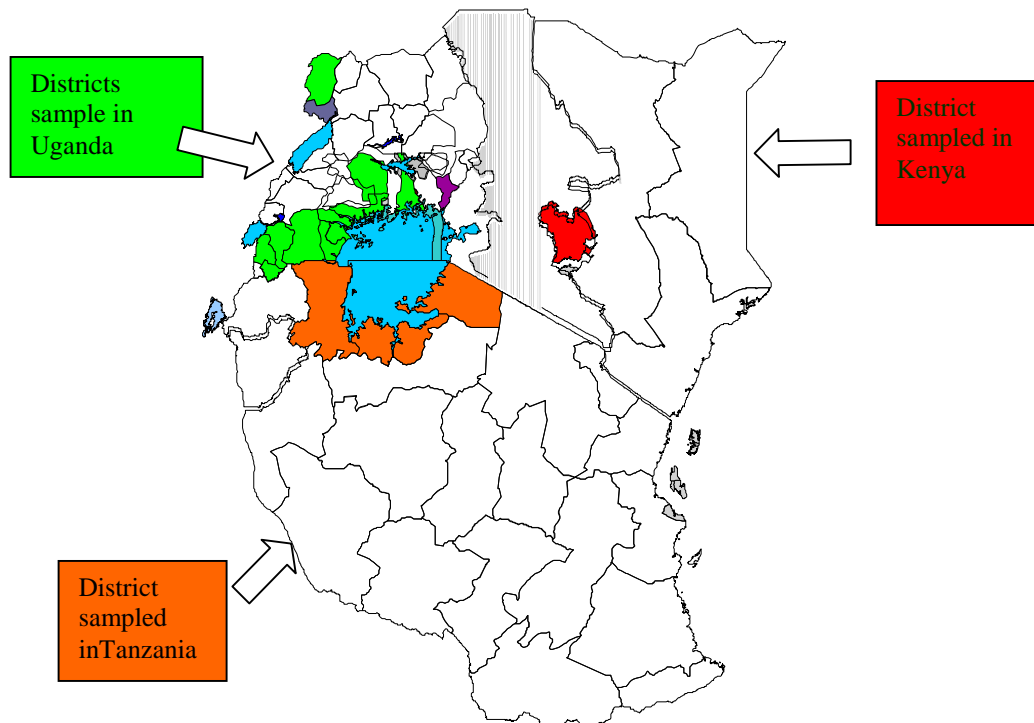 Districts
sample in
Uganda
District
sampled in
Kenya
District
sampled
inTanzania